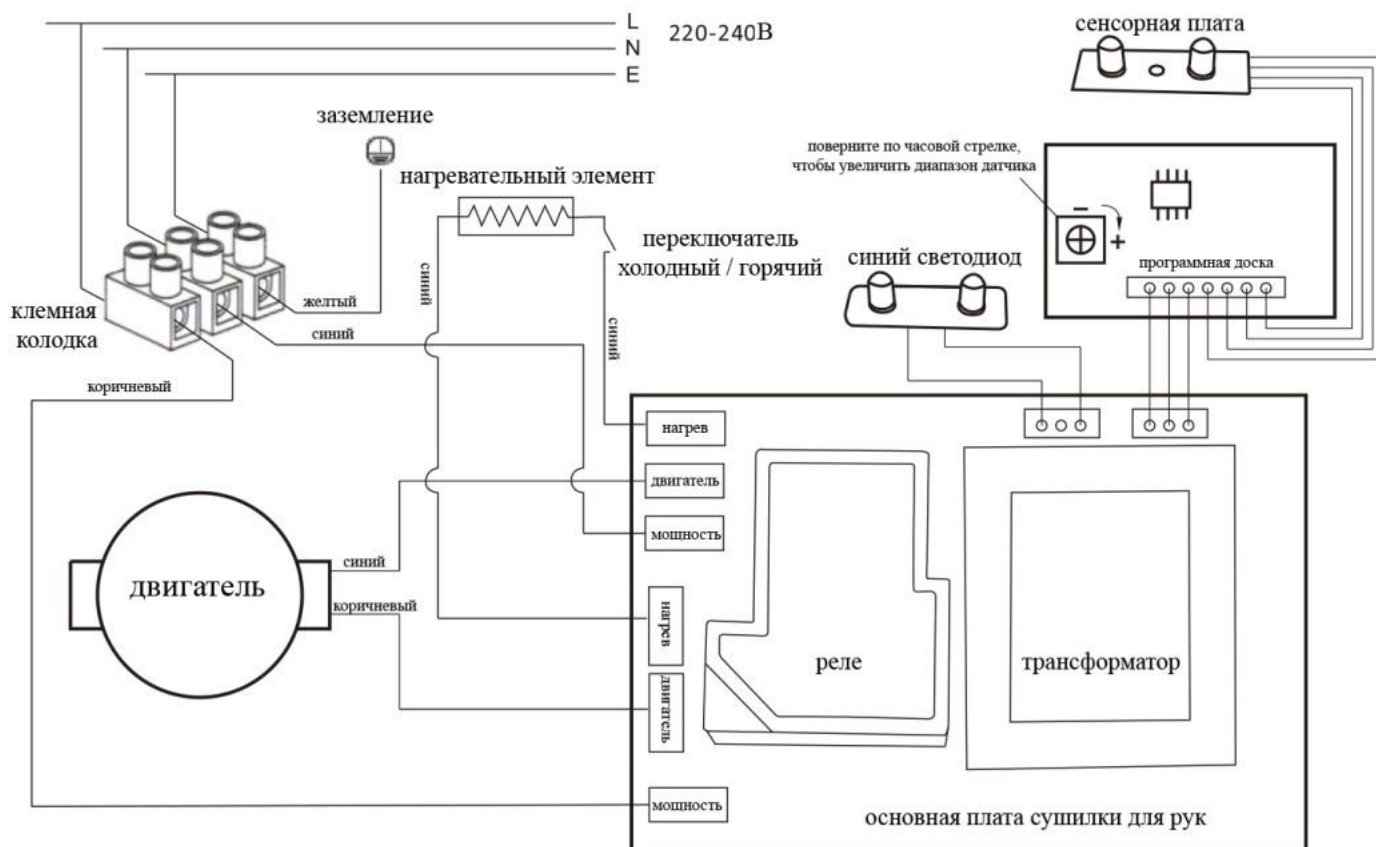 L
220-240В
N
E
сенсорная плата
заземление
поверните по часовой стрелке,
чтобы увеличить диапазон датчика
нагревательный элемент
переключатель
холодный / горячий
синий светодиод
− +
программная доска
синий
желтый
клемная
колодка
синий
синий
коричневый
нагрев
двигатель
мощность
двигатель
синий
коричневый
нагрев
двигатель
реле
трансформатор
мощность
основная плата сушилки для рук